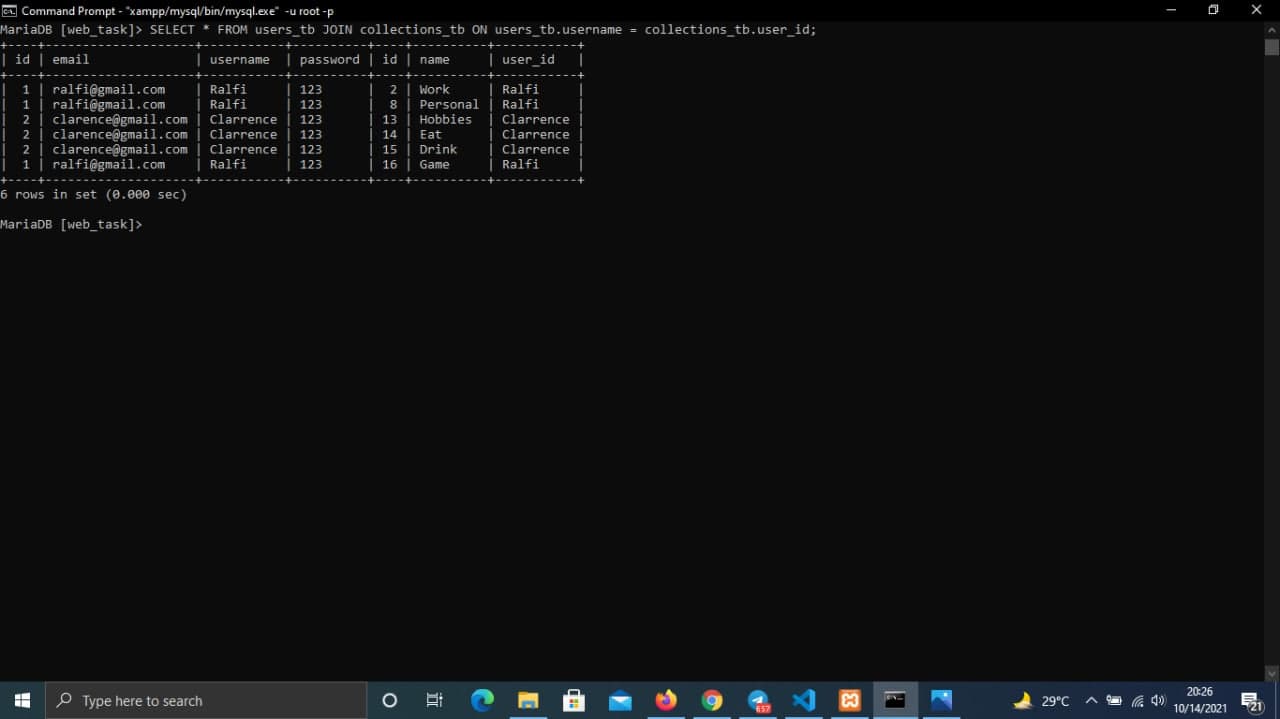 Command Prompt - "xampp/mysql/bin/mysql.exe" -u root -p
MariaDB [web_task]> SELECT * FROM users_tb JOIN collections_tb ON users_tb.username = collections_tb.user_id;
+----+---------------------+-----------+----------+----+----------+-----------+
| id | email               | username  | password | id | name     | user_id   |
+----+---------------------+-----------+----------+----+----------+-----------+
|  1 | ralfi@gmail.com     | Ralfi     | 123      |  2 | Work     | Ralfi     |
|  1 | ralfi@gmail.com     | Ralfi     | 123      |  8 | Personal | Ralfi     |
|  2 | clarence@gmail.com | Clarrence | 123      | 13 | Hobbies  | Clarrence |
|  2 | clarence@gmail.com | Clarrence | 123      | 14 | Eat      | Clarrence |
|  2 | clarence@gmail.com | Clarrence | 123      | 15 | Drink    | Clarrence |
|  1 | ralfi@gmail.com     | Ralfi     | 123      | 16 | Game     | Ralfi     |
+----+---------------------+-----------+----------+----+----------+-----------+
6 rows in set (0.000 sec)
MariaDB [web_task]>
Type here to search
657
29°C
20:26
10/14/2021
21